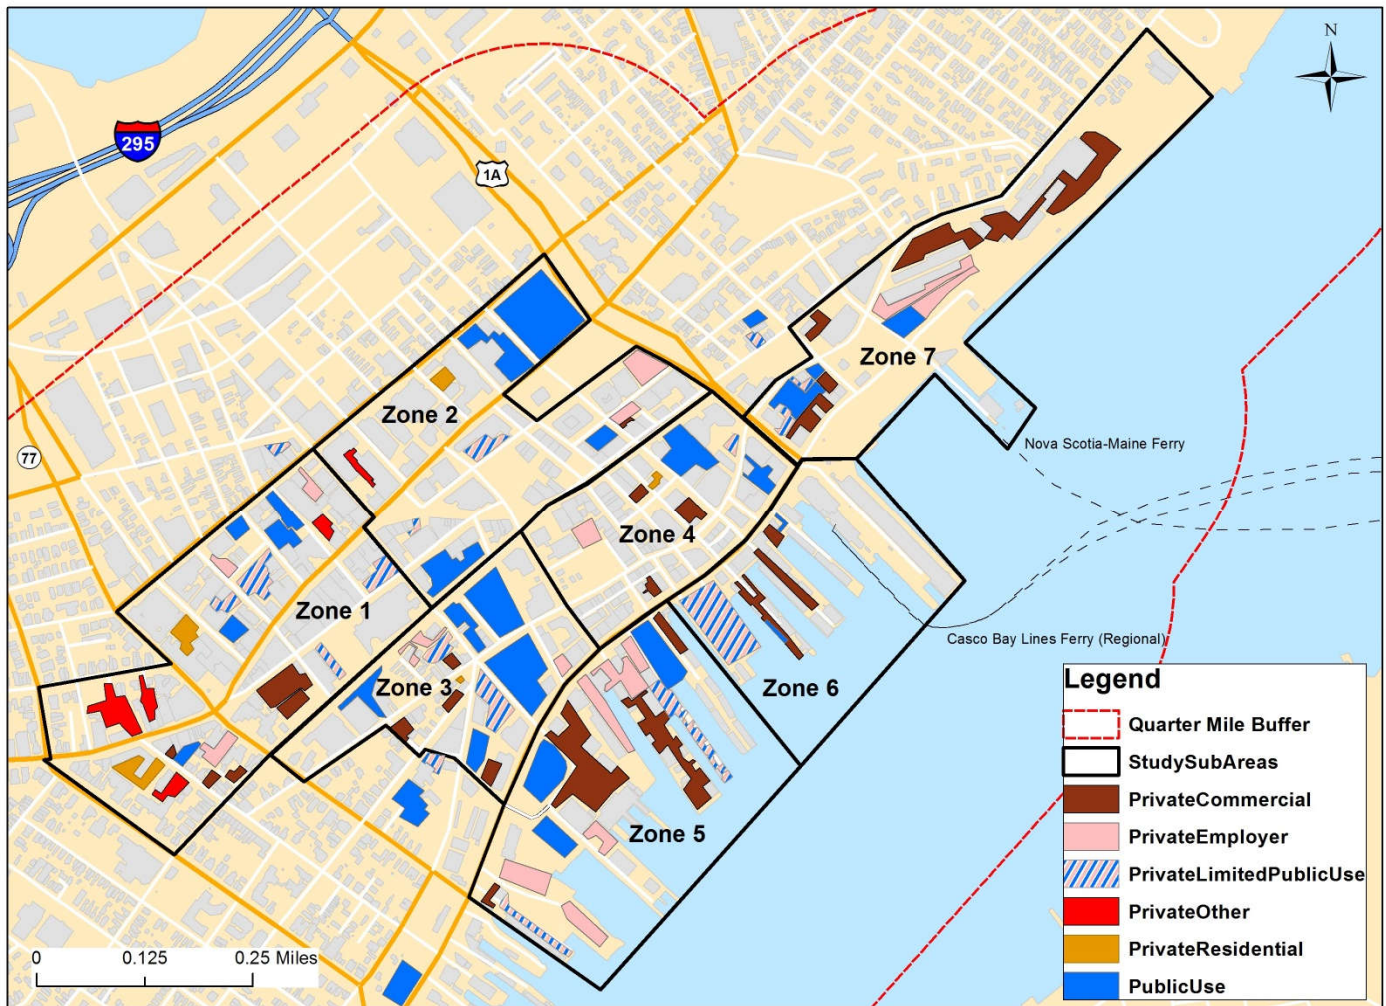 N
295
1A
Zone 7
Zone 2
77
Nova Scotia-Maine Ferry
Zone 4
Zone 1
Casco Bay Lines Ferry (Regional)
Zone 3
Zone 6
Zone 5
Legend
Quarter Mile Buffer
StudySubAreas
PrivateCommercial
PrivateEmployer
PrivateLimitedPublicUse
PrivateOther
PrivateResidential
PublicUse
0 0.125 0.25 Miles